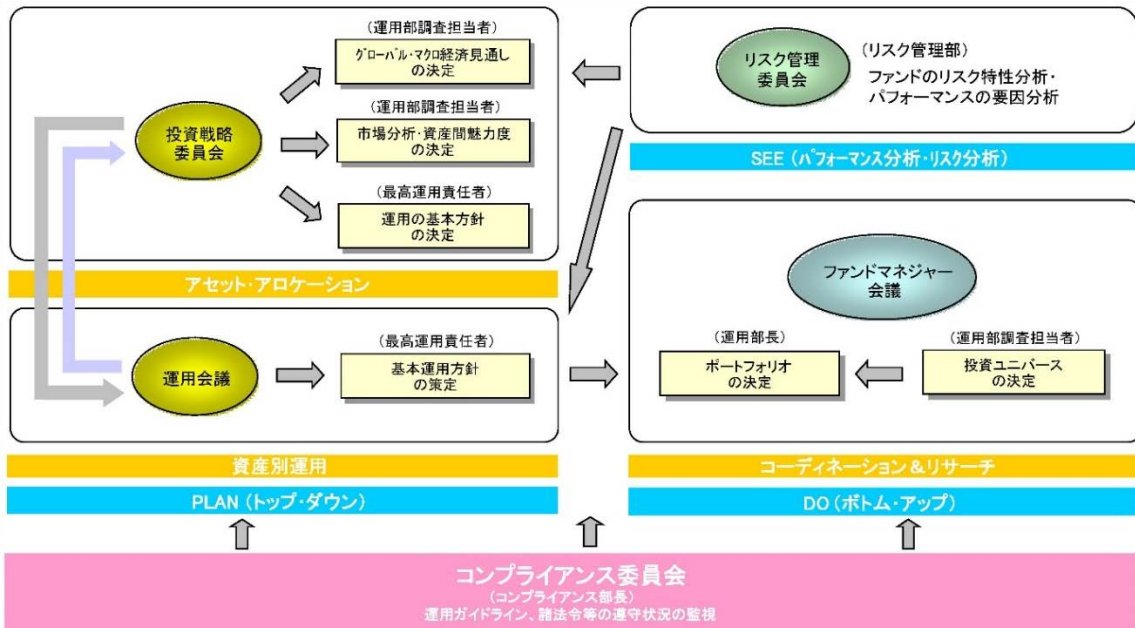 (運用部調査担当者)
グローバル・マクロ経済見通し
の決定
投資戦略
委員会
(運用部調査担当者)
市場分析・資産間魅力度
の決定
(最高運用責任者)
運用の基本方針
の決定
アセット・アロケーション
リスク管理
委員会
(リスク管理部)
ファンドのリスク特性分析・
パフォーマンスの要因分析
SEE (パフォーマンス分析・リスク分析)
運用会議
(最高運用責任者)
基本運用方針
の策定
資産別運用
PLAN (トップ・ダウン)
ファンドマネジャー
会議
(運用部長)
ポートフォリオ
の決定
(運用部調査担当者)
投資ユニバース
の決定
コーディネーション&リサーチ
DO (ボトム・アップ)
コンプライアンス委員会
(コンプライアンス部長)
運用ガイドライン、諸法令等の遵守状況の監視